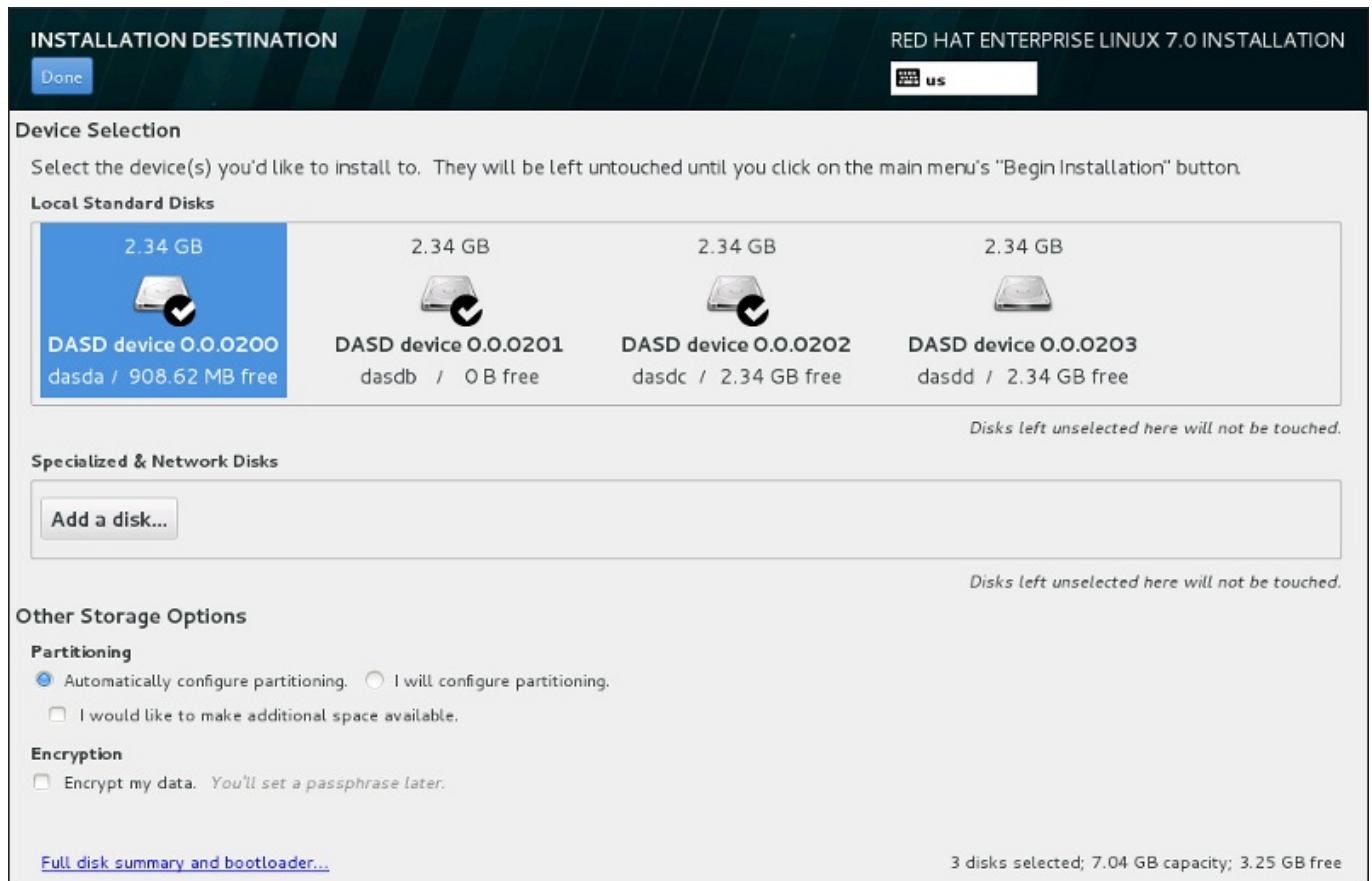 INSTALLATION DESTINATION
RED HAT ENTERPRISE LINUX 7.0 INSTALLATION
Done
us
Device Selection
Select the device(s) you'd like to install to. They will be left untouched until you click on the main menu's "Begin Installation" button.
Local Standard Disks
2.34 GB 2.34 GB 2.34 GB 2.34 GB
DASD device 0.0.0200 DASD device 0.0.0201 DASD device 0.0.0202 DASD device 0.0.0203
dasda / 908.62 MB free dasdb / 0 B free dasdc / 2.34 GB free dasdd / 2.34 GB free
Disks left unselected here will not be touched.
Specialized & Network Disks
Add a disk...
Disks left unselected here will not be touched.
Other Storage Options
Partitioning
Automatically configure partitioning. I will configure partitioning.
I would like to make additional space available.
Encryption
Encrypt my data. You'll set a passphrase later.
Full disk summary and bootloader...
3 disks selected; 7.04 GB capacity; 3.25 GB free